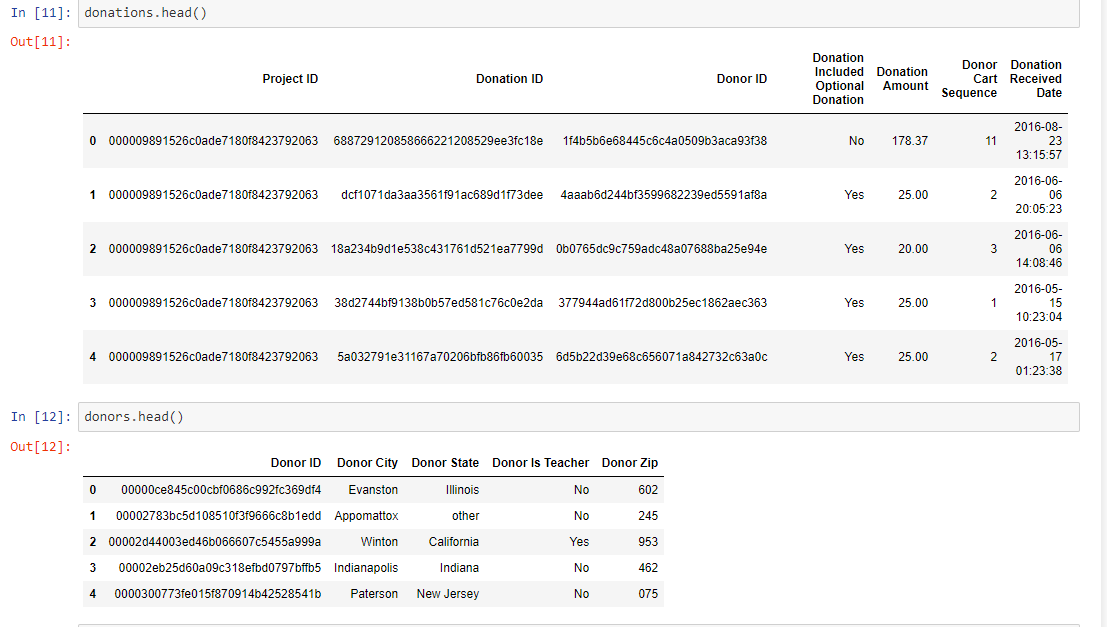 In [11]: donations.head()
Out[11]:
Project ID Donation ID Donor ID Donation Included Optional Donation Donation Amount Donor Cart Sequence Donation Received Date
0 000009891526c0ade7180f8423792063 688729120858666221208529ee3fc18e 1f4b5b6e68445c6c4a0509b3aca93f38 No 178.37 11 2016-08-23 13:15:57
1 000009891526c0ade7180f8423792063 dcf1071da3aa3561f91ac689d1f73dee 4aaab6d244bf3599682239ed5591af8a Yes 25.00 2 2016-06-06 20:05:23
2 000009891526c0ade7180f8423792063 18a234b9d1e538c431761d521ea7799d 0b0765dc9c759adc48a07688ba25e94e Yes 20.00 3 2016-06-06 14:08:46
3 000009891526c0ade7180f8423792063 38d2744bf9138b0b57ed581c76c0e2da 377944ad61f72d800b25ec1862aec363 Yes 25.00 1 2016-05-15 10:23:04
4 000009891526c0ade7180f8423792063 5a032791e31167a70206bfb86fb60035 6d5b22d39e68c656071a842732c63a0c Yes 25.00 2 2016-05-17 01:23:38
In [12]: donors.head()
Out[12]:
Donor ID Donor City Donor State Donor Is Teacher Donor Zip
0 00000ce845c00cbf0686c992fc369df4 Evanston Illinois No 602
1 00002783bc5d108510f3f9666c8b1edd Appomattox other No 245
2 00002d44003ed46b066607c5455a999a Winton California Yes 953
3 00002eb25d60a09c318efbd0797bffb5 Indianapolis Indiana No 462
4 0000300773fe015f870914b42528541b Paterson New Jersey No 075